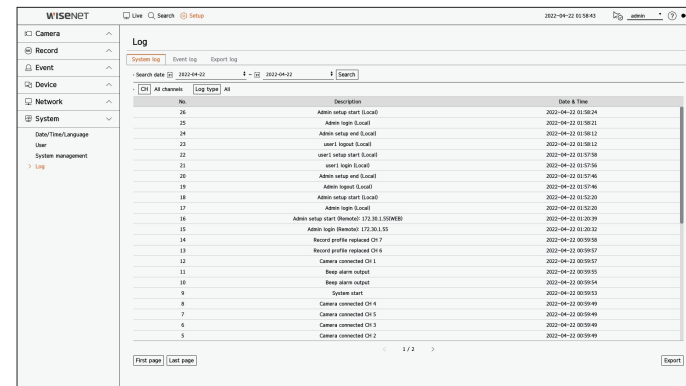 WISENET Live Search Setup 2022-04-22 01:58:43 admin
Camera
Record
Event
Device
Network
System
Date/Time/Language
User
System management
> Log
Log
System log Event log Export log
• Search date 2022-04-22 ~ 2022-04-22 Search
• CH All channels Log type All
No. Description Date & Time
26 Admin setup start (Local) 2022-04-22 01:58:24
25 Admin login (Local) 2022-04-22 01:58:21
24 Admin setup end (Local) 2022-04-22 01:58:12
23 user1 logout (Local) 2022-04-22 01:58:12
22 user1 setup start (Local) 2022-04-22 01:57:58
21 user1 login (Local) 2022-04-22 01:57:56
20 Admin setup end (Local) 2022-04-22 01:57:46
19 Admin logout (Local) 2022-04-22 01:57:46
18 Admin setup start (Local) 2022-04-22 01:52:20
17 Admin login (Local) 2022-04-22 01:52:20
16 Admin setup start (Remote): 172.30.1.55(WEB) 2022-04-22 01:20:39
15 Admin login (Remote): 172.30.1.55 2022-04-22 01:20:32
14 Record profile replaced CH 7 2022-04-22 00:59:58
13 Record profile replaced CH 6 2022-04-22 00:59:57
12 Camera connected CH 1 2022-04-22 00:59:57
11 Beep alarm output 2022-04-22 00:59:55
10 Beep alarm output 2022-04-22 00:59:54
9 System start 2022-04-22 00:59:53
8 Camera connected CH 4 2022-04-22 00:59:49
7 Camera connected CH 5 2022-04-22 00:59:49
6 Camera connected CH 3 2022-04-22 00:59:49
5 Camera connected CH 2 2022-04-22 00:59:49
< 1 / 2 >
First page Last page Export